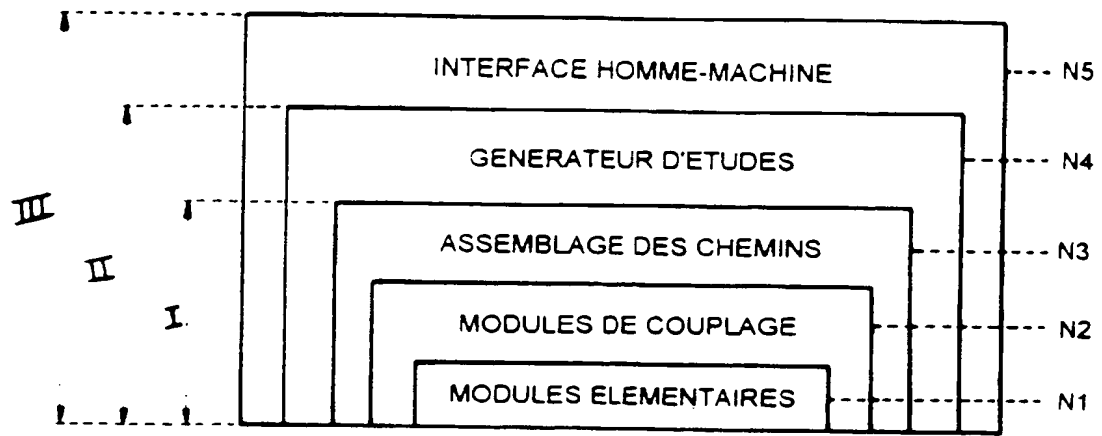 INTERFACE HOMME-MACHINE
N5
GENERATEUR D'ETUDES
N4
III
ASSEMBLAGE DES CHEMINS
N3
II
I
MODULES DE COUPLAGE
N2
MODULES ELEMENTAIRES
N1